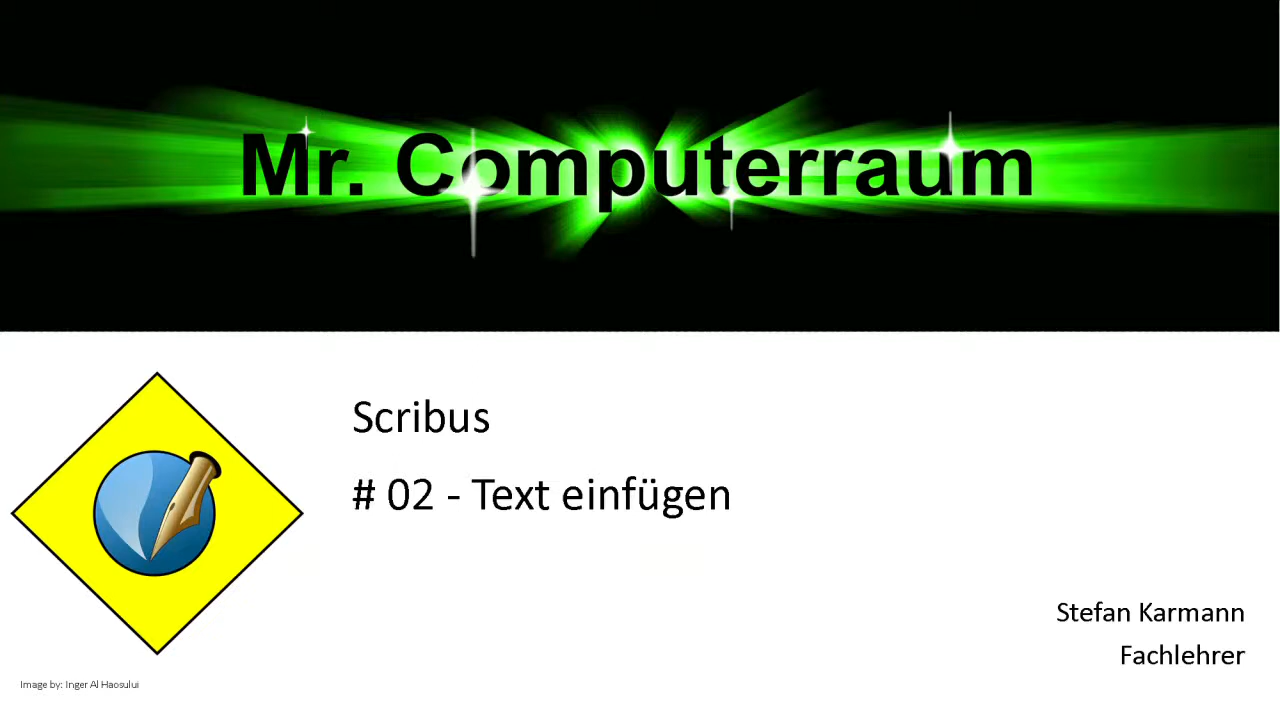 Mr. Computerraum
Scribus
# 02 - Text einfügen
Stefan Karmann
Fachlehrer
Image by: Inger Al Haosului